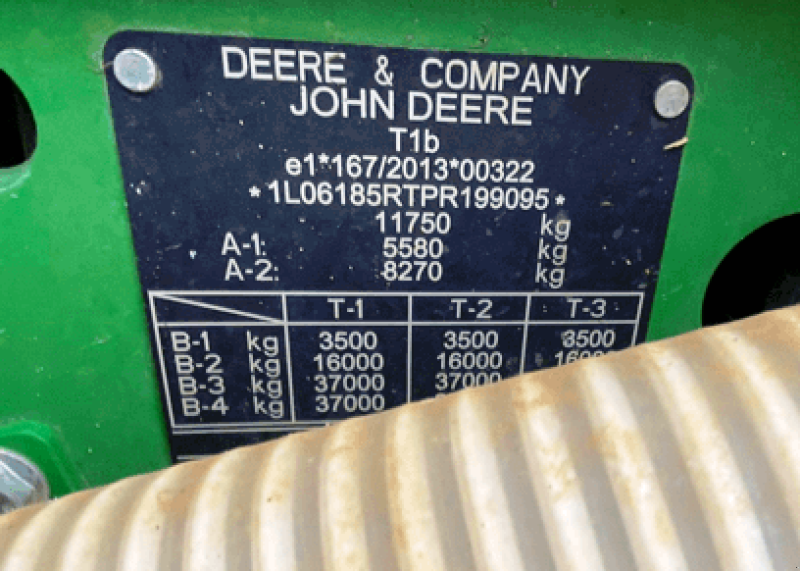 DEERE & COMPANY
JOHN DEERE
T1b
e1*167/2013*00322
*1L06185RTPR199095*
11750 kg
A-1: 5580 kg
A-2: 8270 kg
T-1 T-2 T-3
B-1 kg 3500 3500 3500
B-2 kg 16000 16000
B-3 kg 37000 37000
B-4 kg 37000